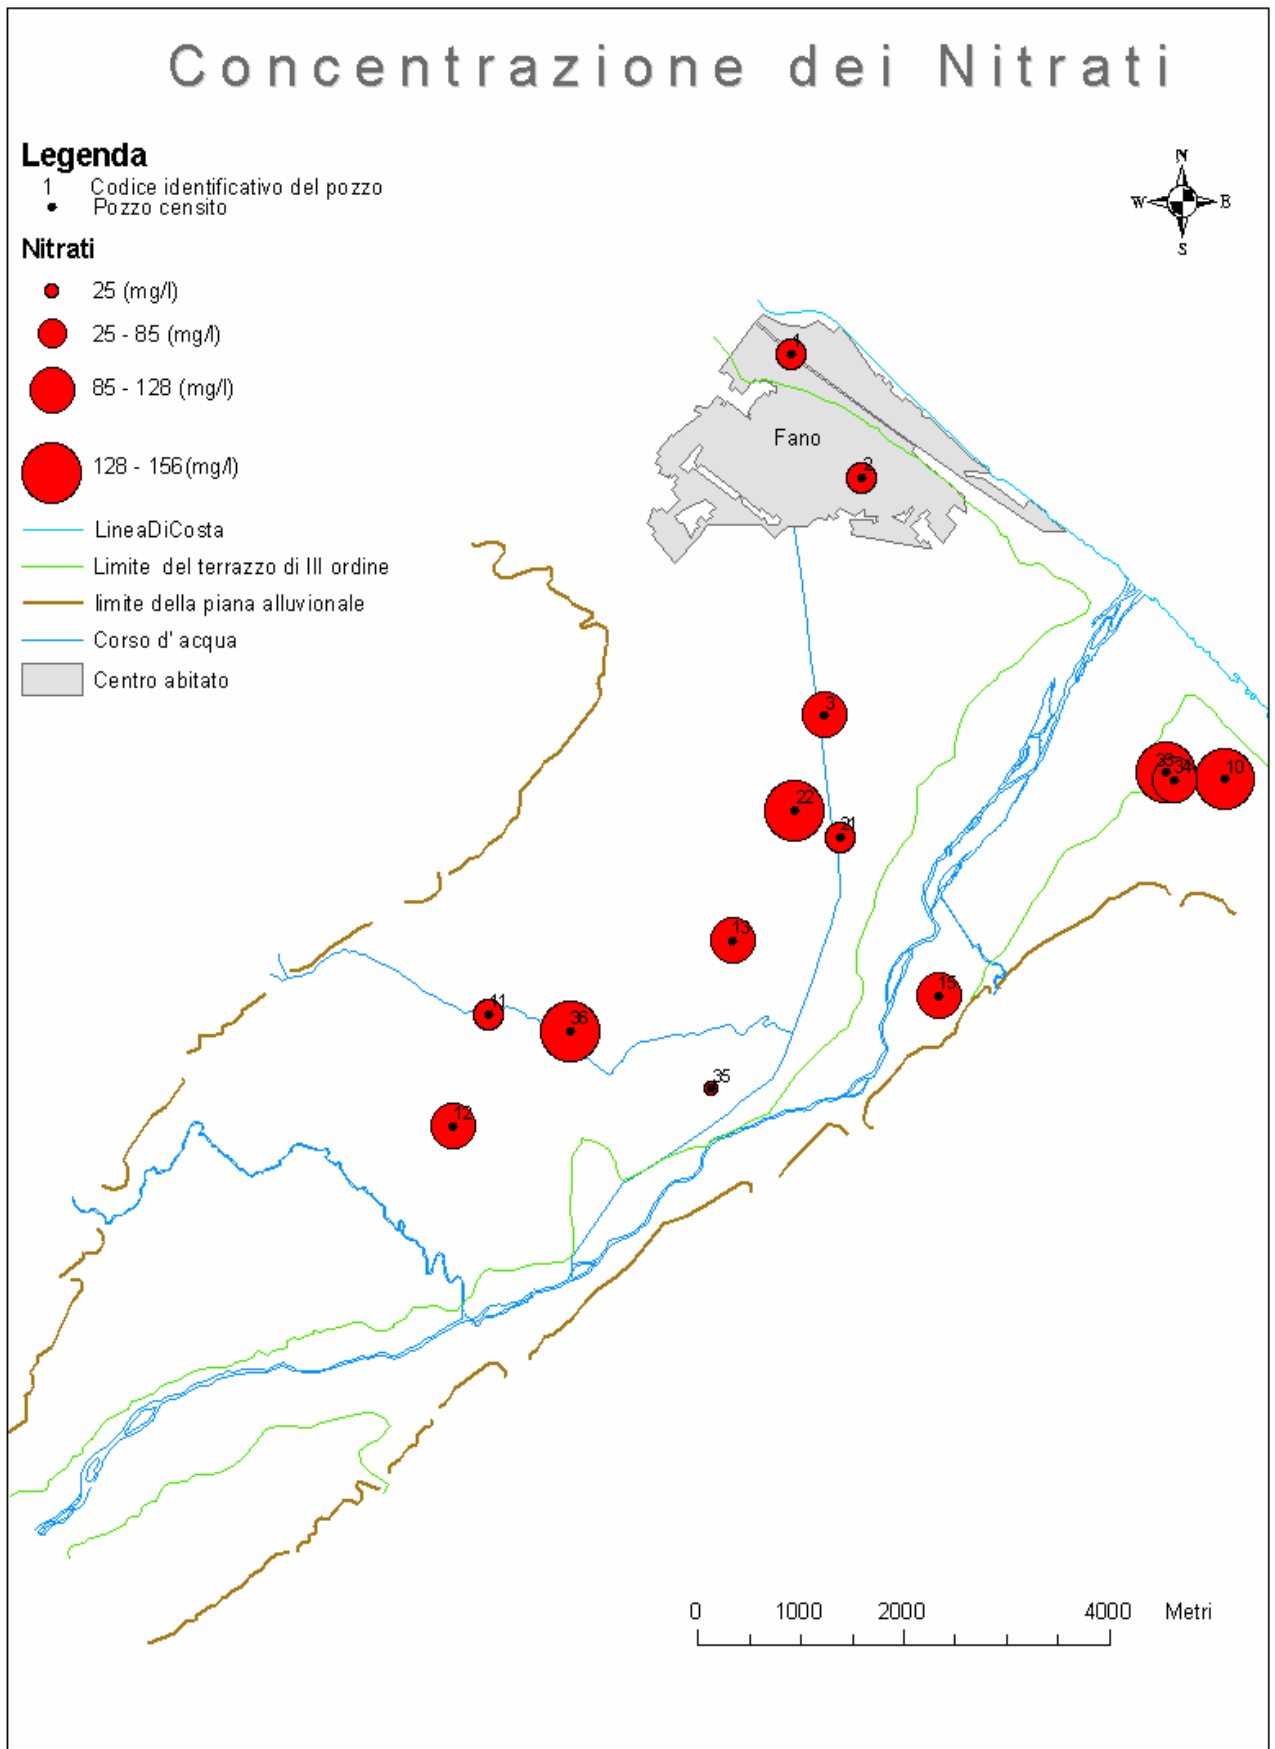 Concentrazione dei Nitrati
Legenda
1 Codice identificativo del pozzo
Pozzo censito
Nitrati
25 (mg/l)
25 - 85 (mg/l)
85 - 128 (mg/l)
128 - 156(mg/l)
LineaDiCosta
Limite del terrazzo di III ordine
limite della piana alluvionale
Corso d' acqua
Centro abitato
N
W E
S
1
Fano
2
3
33 34 10
22
21
13
15
11
36
35
12
0 1000 2000 4000 Metri